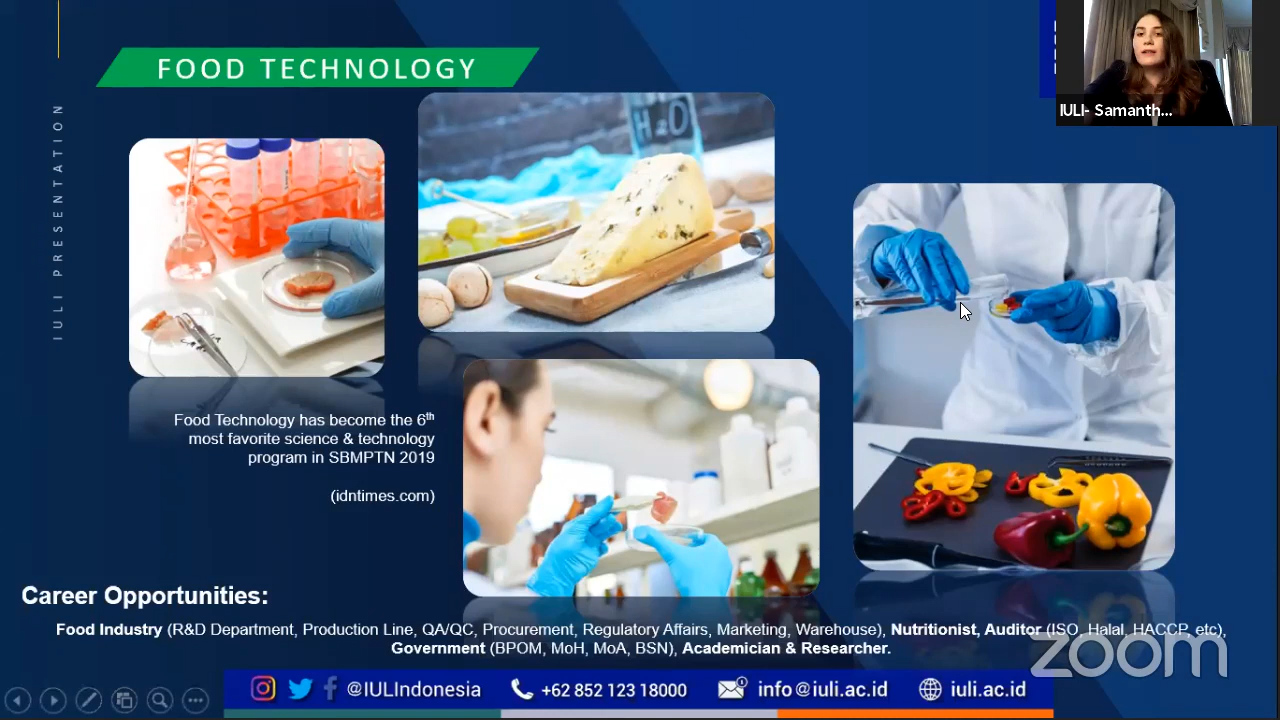 FOOD TECHNOLOGY
IULI PRESENTATION
IULI- Samanth...
H2O
Food Technology has become the 6th
most favorite science & technology
program in SBMPTN 2019
(idntimes.com)
Career Opportunities:
Food Industry (R&D Department, Production Line, QA/QC, Procurement, Regulatory Affairs, Marketing, Warehouse), Nutritionist, Auditor (ISO, Halal, HACCP, etc),
Government (BPOM, MoH, MoA, BSN), Academician & Researcher.
zoom
@IULIndonesia
+62 852 123 18000
info@iuli.ac.id
iuli.ac.id